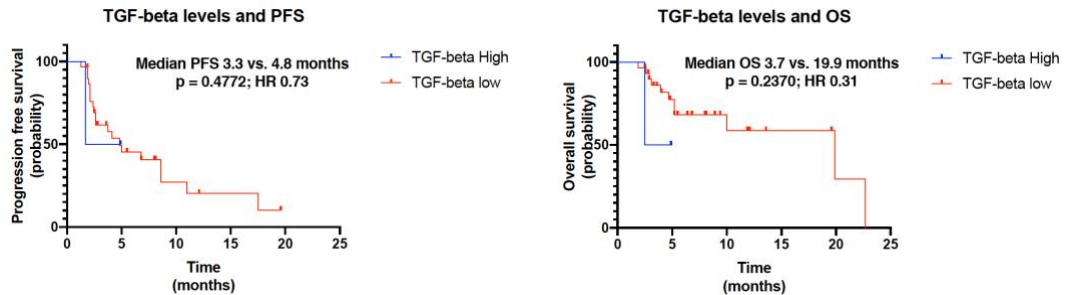 TGF-beta levels and PFS
Progression free survival
(probability)
100
50
0
Median PFS 3.3 vs. 4.8 months
p = 0.4772; HR 0.73
TGF-beta High
TGF-beta low
0 5 10 15 20 25
Time
(months)
TGF-beta levels and OS
Overall survival
(probability)
100
50
0
Median OS 3.7 vs. 19.9 months
p = 0.2370; HR 0.31
TGF-beta High
TGF-beta low
0 5 10 15 20 25
Time
(months)